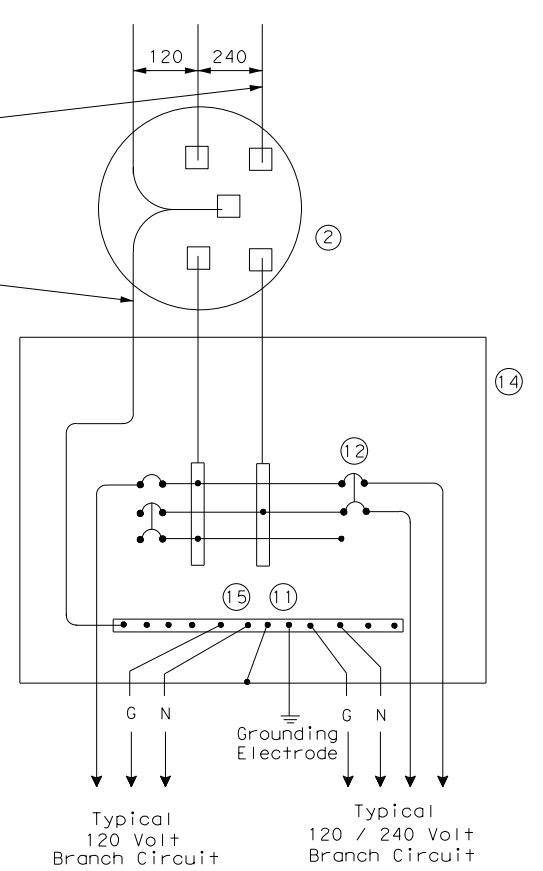 120 240
2
14
12
15 11
G N
G N
Grounding
Electrode
Typical
120 Volt
Branch Circuit
Typical
120 / 240 Volt
Branch Circuit